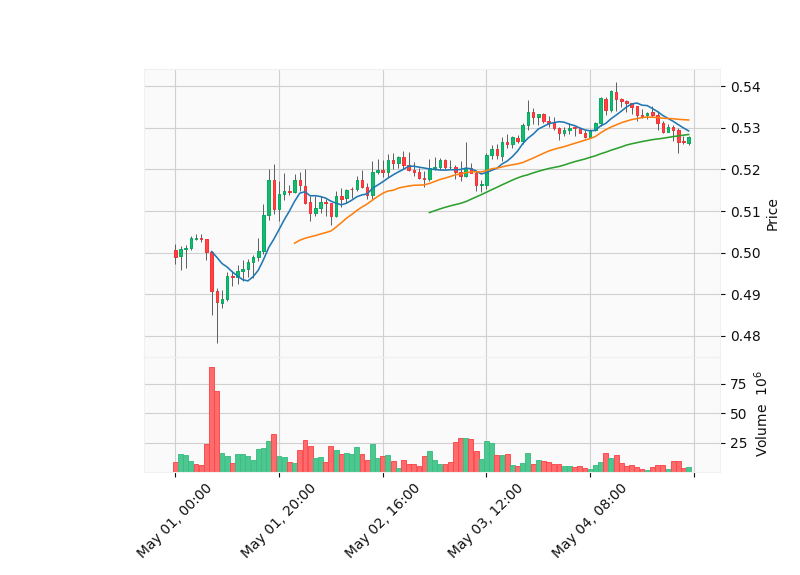 0.54
0.53
0.52
0.51
0.50
0.49
0.48
Price
75
50
25
Volume 10^6
May 01, 00:00
May 01, 20:00
May 02, 16:00
May 03, 12:00
May 04, 08:00